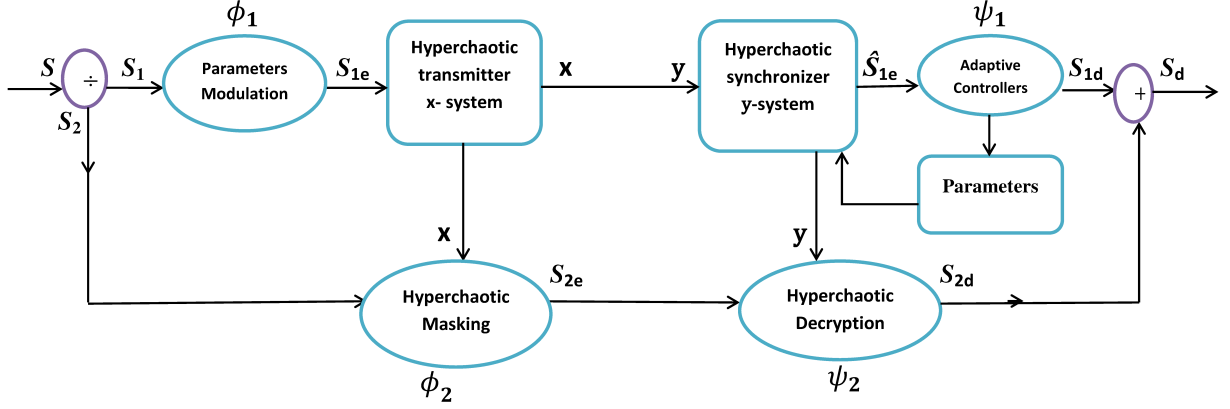 ϕ₁
ψ₁
S
÷
S₁
Parameters
Modulation
S₁ₑ
Hyperchaotic
transmitter
x- system
x
y
Hyperchaotic
synchronizer
y-system
Ŝ₁ₑ
Adaptive
Controllers
S₁d
+
Sd
S₂
Parameters
x
y
Hyperchaotic
Masking
S₂ₑ
Hyperchaotic
Decryption
S₂d
ϕ₂
ψ₂